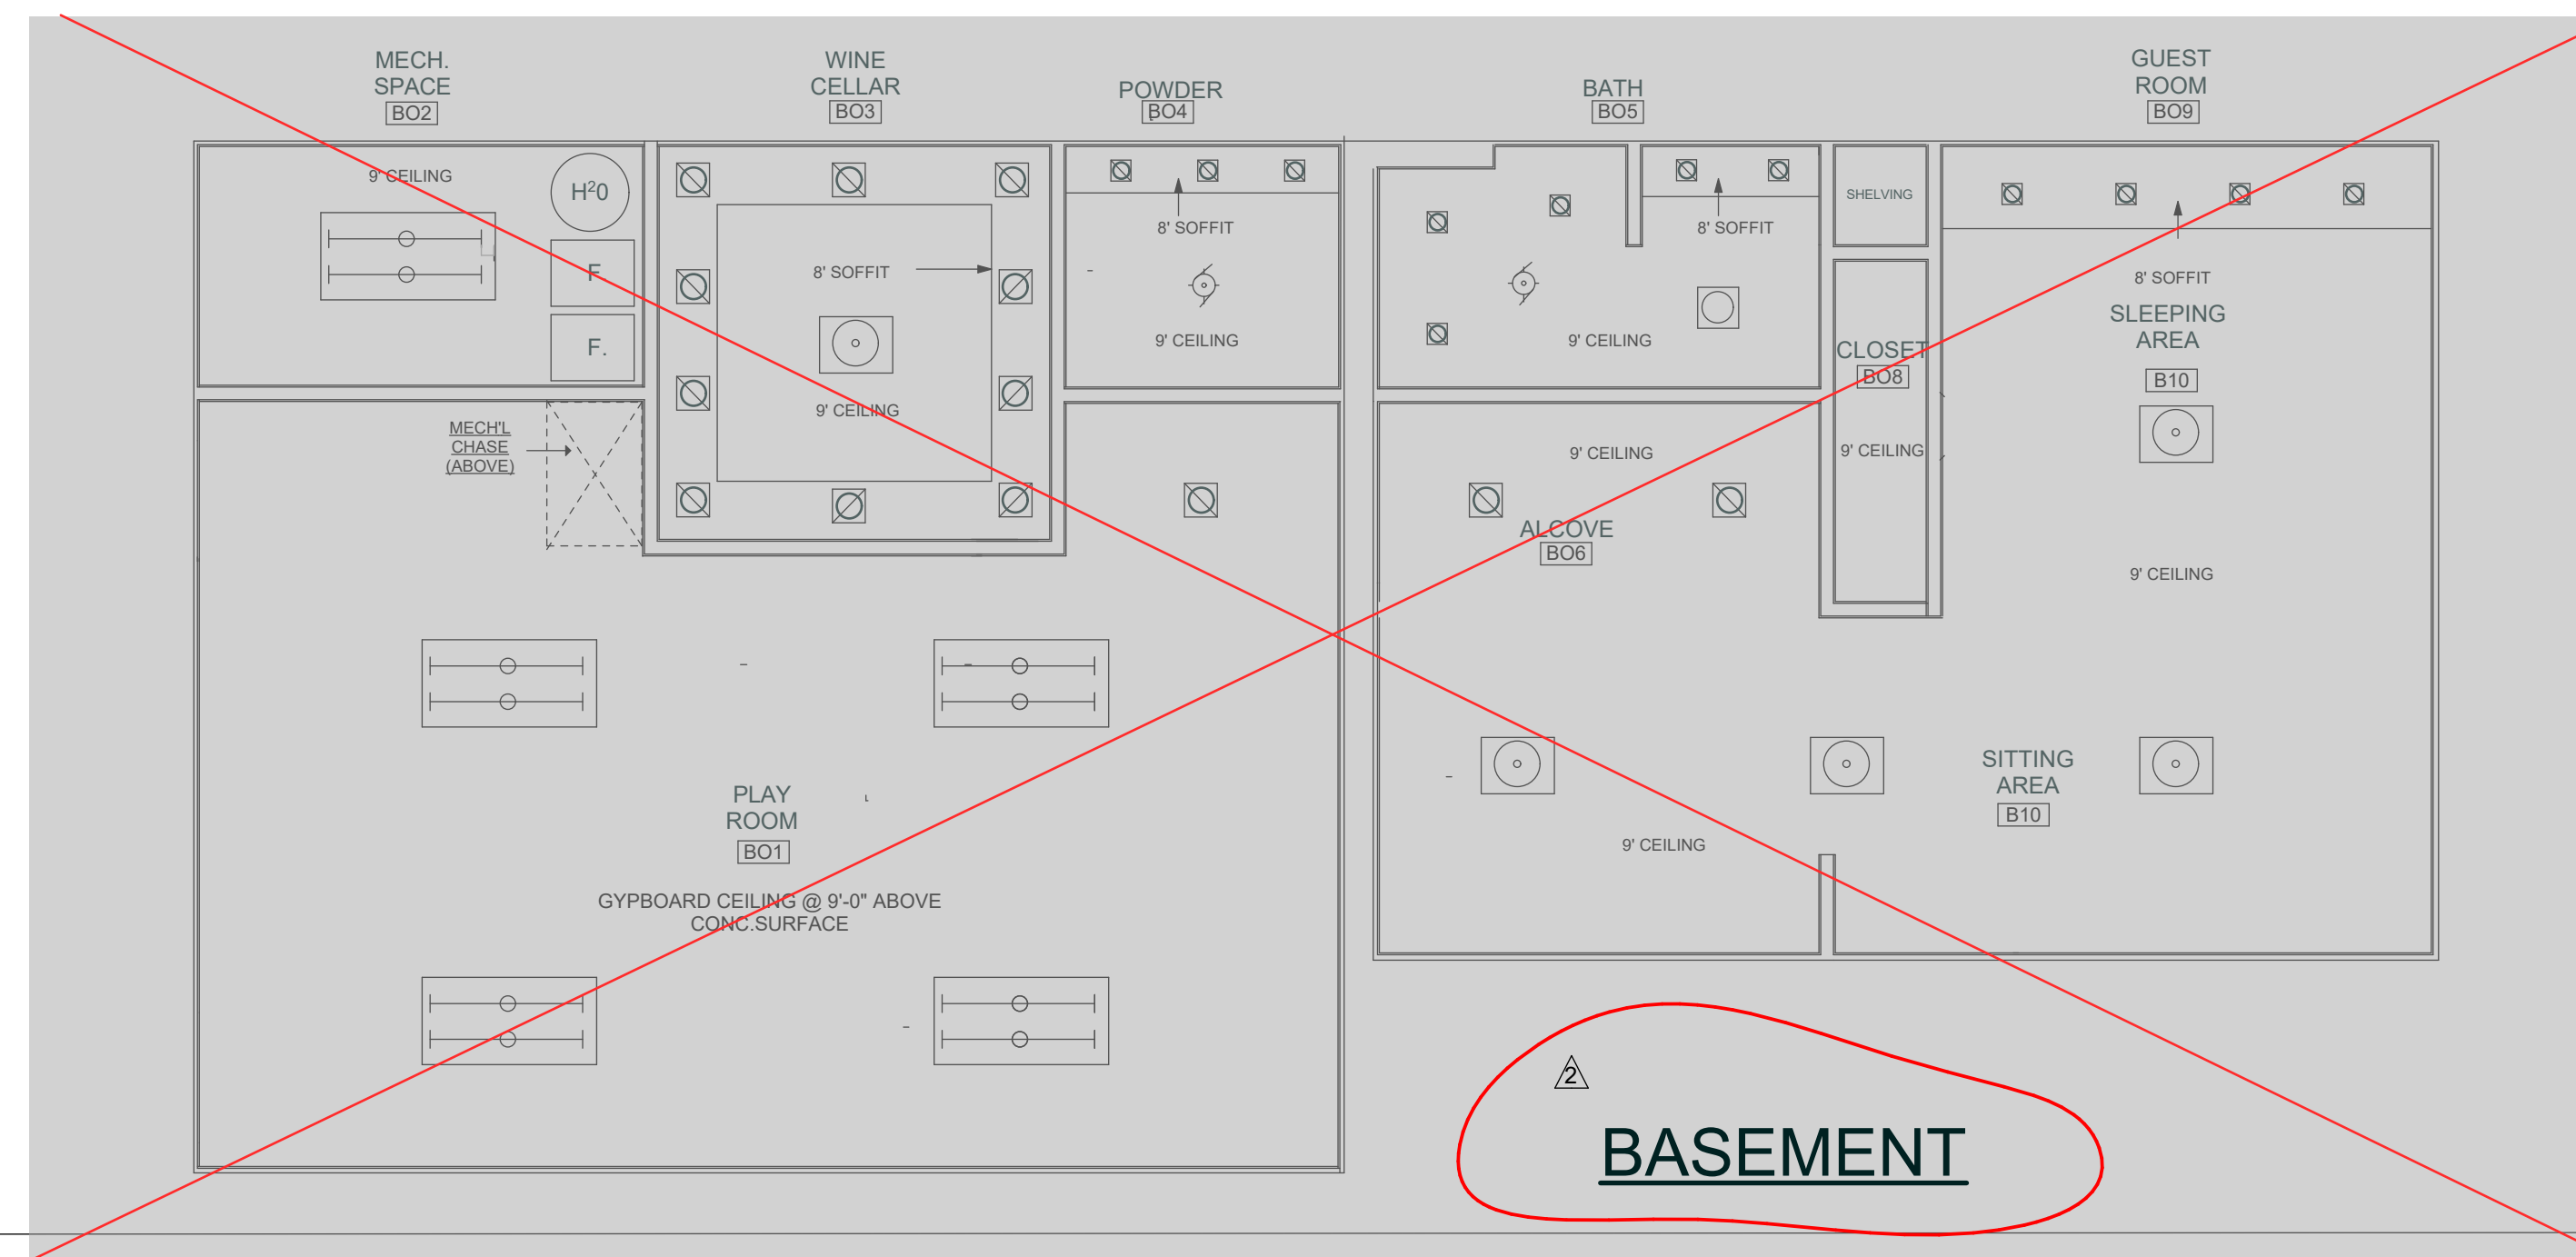 MECH.
SPACE
BO2
WINE
CELLAR
BO3
POWDER
BO4
BATH
BO5
GUEST
ROOM
BO9
9' CEILING
H²0
F.
F.
8' SOFFIT
9' CEILING
8' SOFFIT
9' CEILING
8' SOFFIT
9' CEILING
SHELVING
CLOSET
BO8
9' CEILING
8' SOFFIT
SLEEPING
AREA
B10
9' CEILING
MECH'L
CHASE
(ABOVE)
9' CEILING
ALCOVE
BO6
SITTING
AREA
B10
9' CEILING
PLAY
ROOM
BO1
GYPBOARD CEILING @ 9'-0" ABOVE
CONC.SURFACE
2
BASEMENT